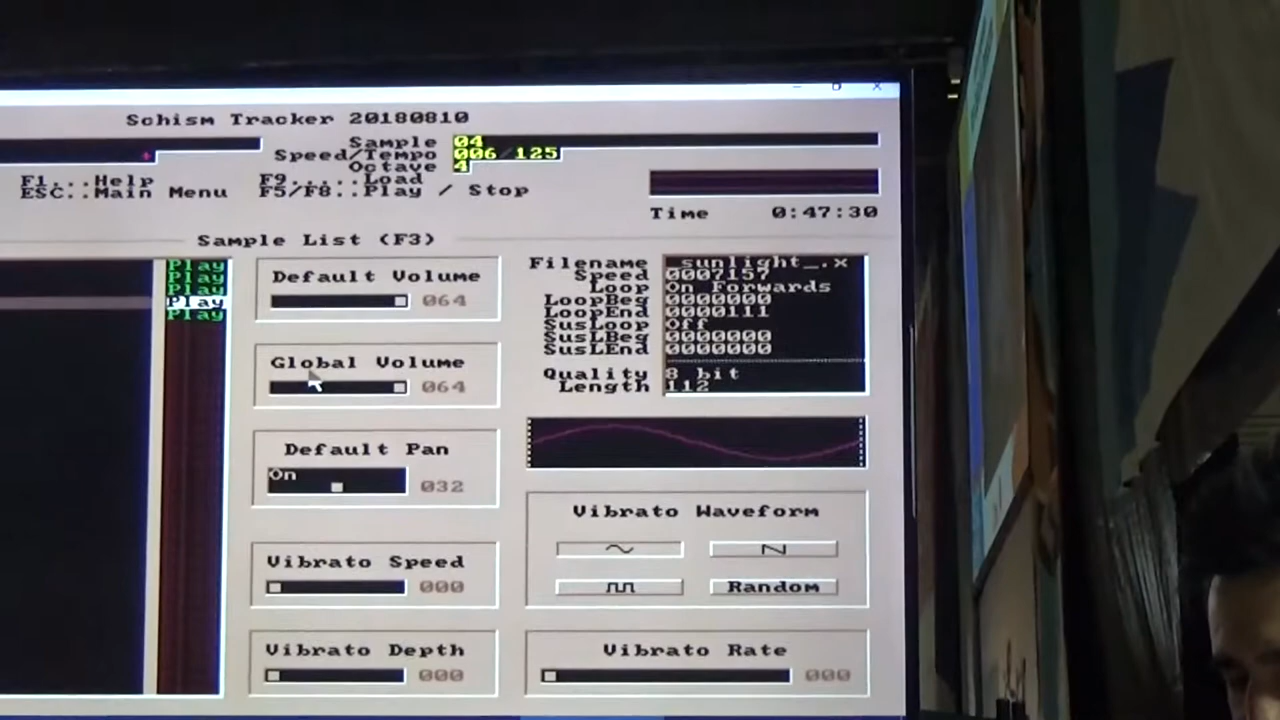 Schism Tracker 20180810
Sample 04
Speed/Tempo 006/125
Octave 4
F1...Help F9.....Load
ESC..Main Menu F5/F8..Play / Stop
Time 0:47:30
Sample List (F3)
Play
Play
Play
Play
Play
Default Volume
064
Global Volume
064
Default Pan
On
032
Vibrato Speed
000
Vibrato Depth
000
Filename _sunlight_.x
Speed 0007157
Loop On Forwards
LoopBeg 0000000
LoopEnd 0000111
SusLoop Off
SusLBeg 0000000
SusLEnd 0000000
Quality 8 bit
Length 112
Vibrato Waveform
Random
Vibrato Rate
000